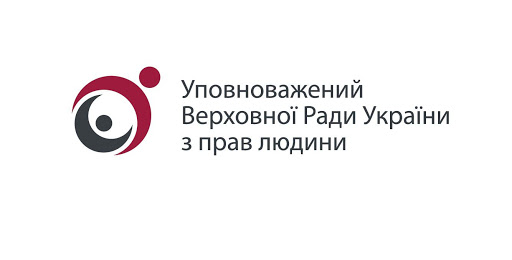 Уповноважений
Верховної Ради України
з прав людини